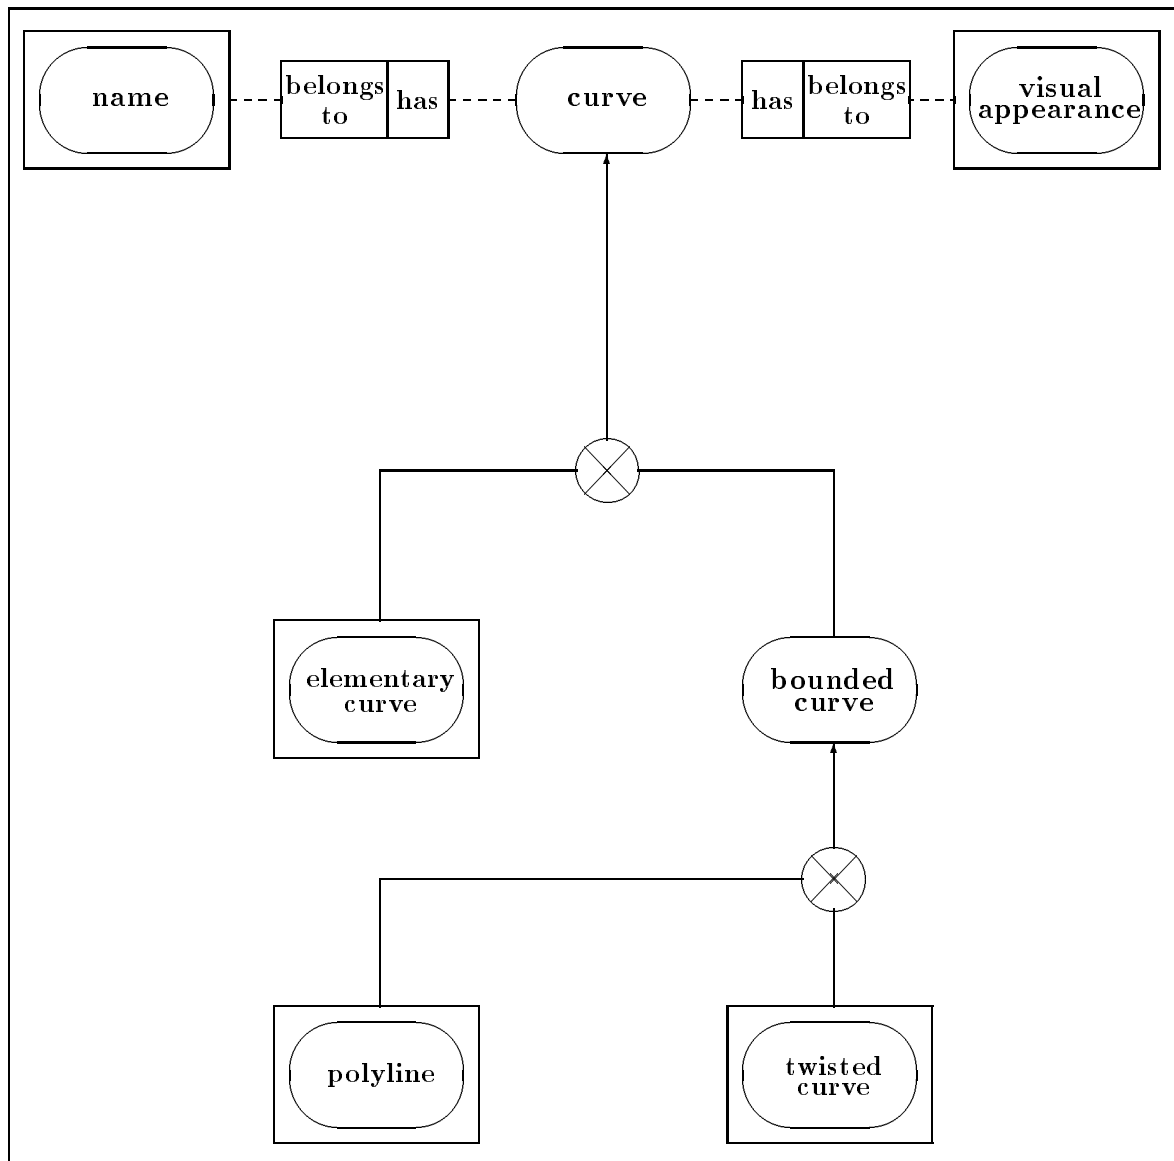 name
belongs
to
has
curve
has
belongs
to
visual
appearance
elementary
curve
bounded
curve
polyline
twisted
curve